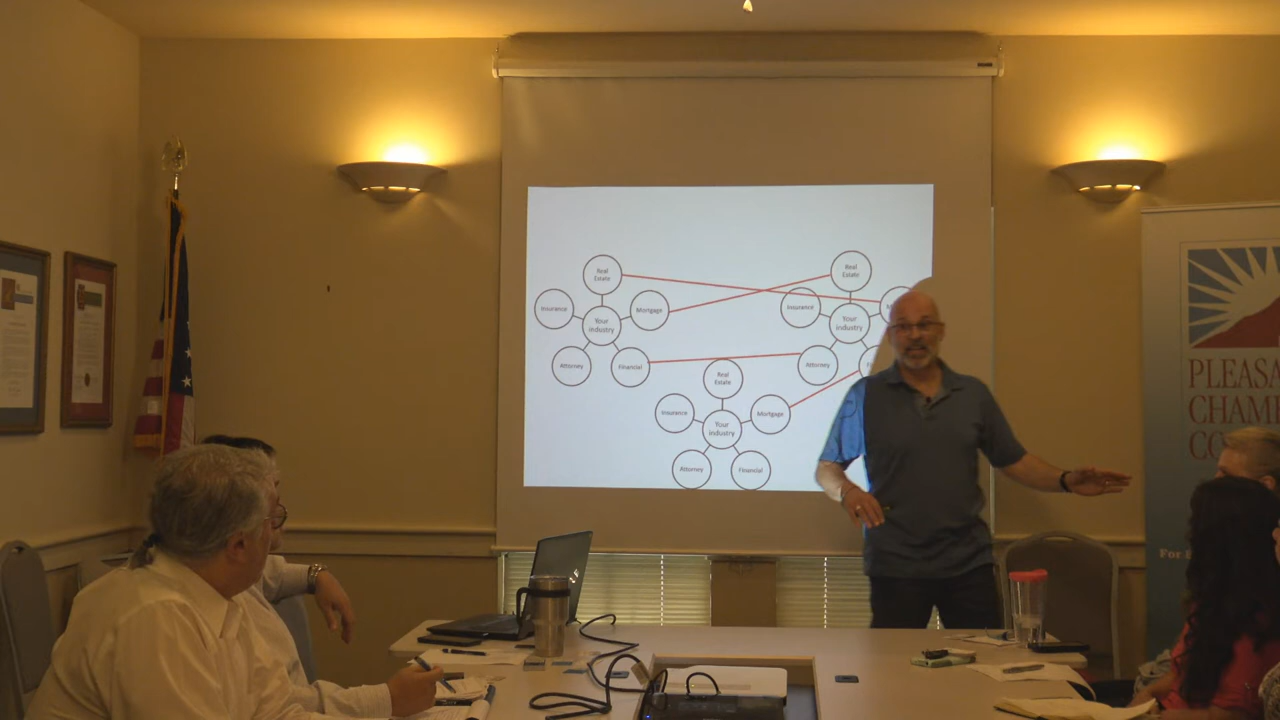 Real
Estate
Insurance
Mortgage
Your
industry
Attorney
Financial
Real
Estate
Insurance
Your
industry
Attorney
Real
Estate
Insurance
Mortgage
Your
industry
Attorney
Financial
PLEASA
CHAM
CO
For